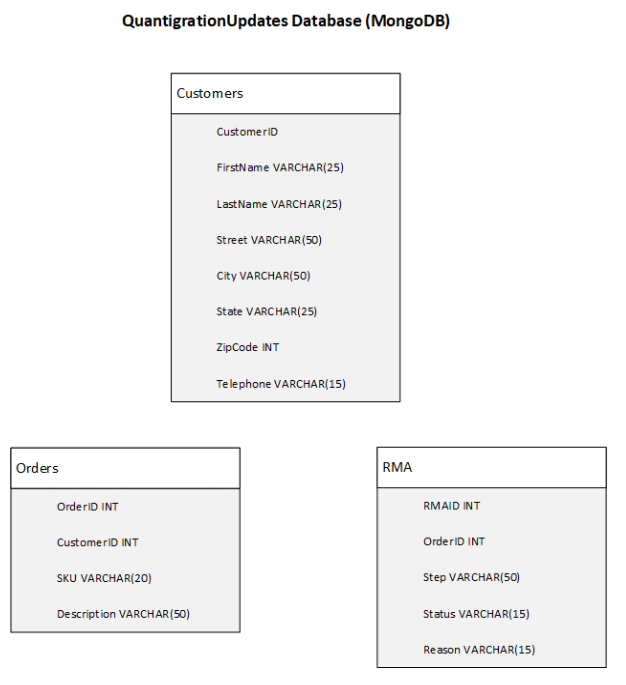 QuantigrationUpdates Database (MongoDB)
Customers
CustomerID
FirstName VARCHAR(25)
LastName VARCHAR(25)
Street VARCHAR(50)
City VARCHAR(50)
State VARCHAR(25)
ZipCode INT
Telephone VARCHAR(15)
Orders
OrderID INT
CustomerID INT
SKU VARCHAR(20)
Description VARCHAR(50)
RMA
RMAID INT
OrderID INT
Step VARCHAR(50)
Status VARCHAR(15)
Reason VARCHAR(15)